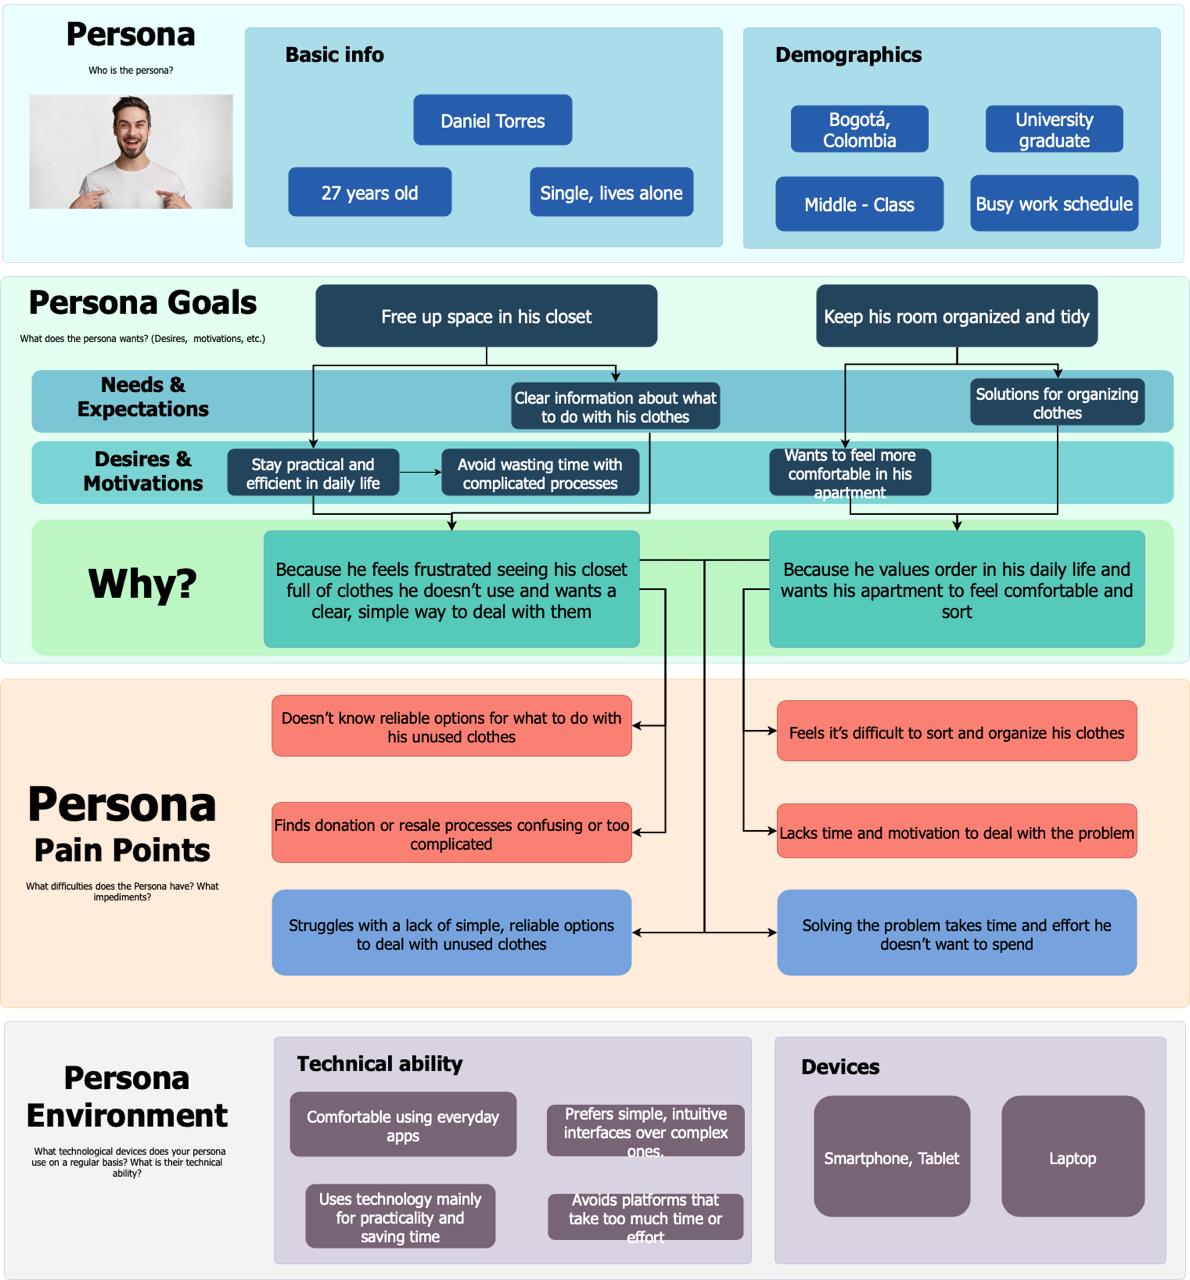 Persona
Who is the persona?
Basic info
Daniel Torres
27 years old
Single, lives alone
Demographics
Bogotá,
Colombia
University
graduate
Middle - Class
Busy work schedule
Persona Goals
What does the persona wants? (Desires, motivations, etc.)
Free up space in his closet
Keep his room organized and tidy
Needs &
Expectations
Clear information about what
to do with his clothes
Solutions for organizing
clothes
Desires &
Motivations
Stay practical and
efficient in daily life
Avoid wasting time with
complicated processes
Wants to feel more
comfortable in his
apartment
Why?
Because he feels frustrated seeing his closet
full of clothes he doesn’t use and wants a
clear, simple way to deal with them
Because he values order in his daily life and
wants his apartment to feel comfortable and
sort
Persona
Pain Points
What difficulties does the Persona have? What
impediments?
Doesn’t know reliable options for what to do with
his unused clothes
Feels it’s difficult to sort and organize his clothes
Finds donation or resale processes confusing or too
complicated
Lacks time and motivation to deal with the problem
Struggles with a lack of simple, reliable options
to deal with unused clothes
Solving the problem takes time and effort he
doesn’t want to spend
Persona
Environment
What technological devices does your persona
use on a regular basis? What is their technical
ability?
Technical ability
Comfortable using everyday
apps
Prefers simple, intuitive
interfaces over complex
ones.
Uses technology mainly
for practicality and
saving time
Avoids platforms that
take too much time or
effort
Devices
Smartphone, Tablet
Laptop